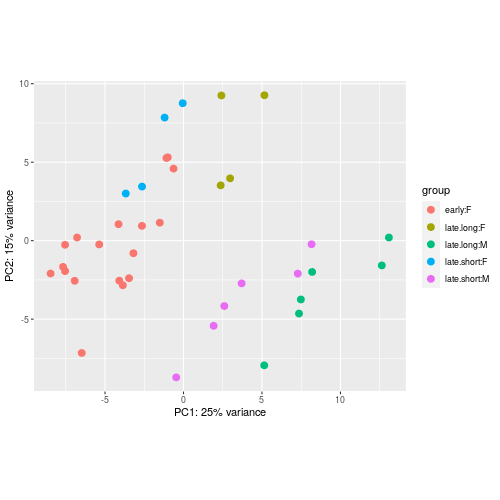 10
5
0
-5
PC2: 15% variance
-5
0
5
10
PC1: 25% variance
group
early:F
late.long:F
late.long:M
late.short:F
late.short:M